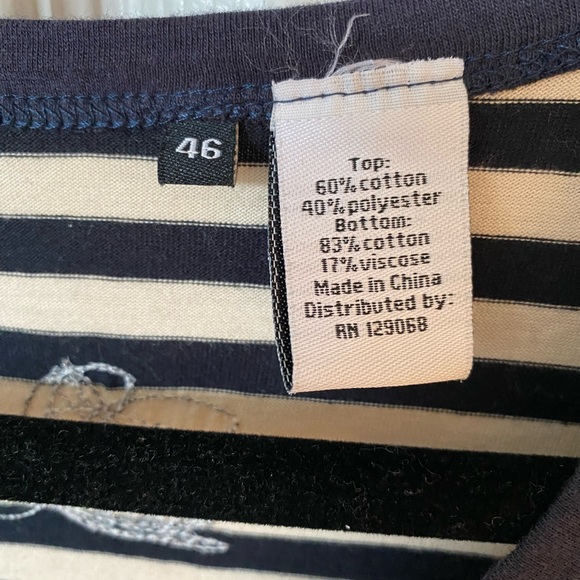 46
Top:
60% cotton
40% polyester
Bottom:
83% cotton
17% viscose
Made in China
Distributed by:
RN 129068